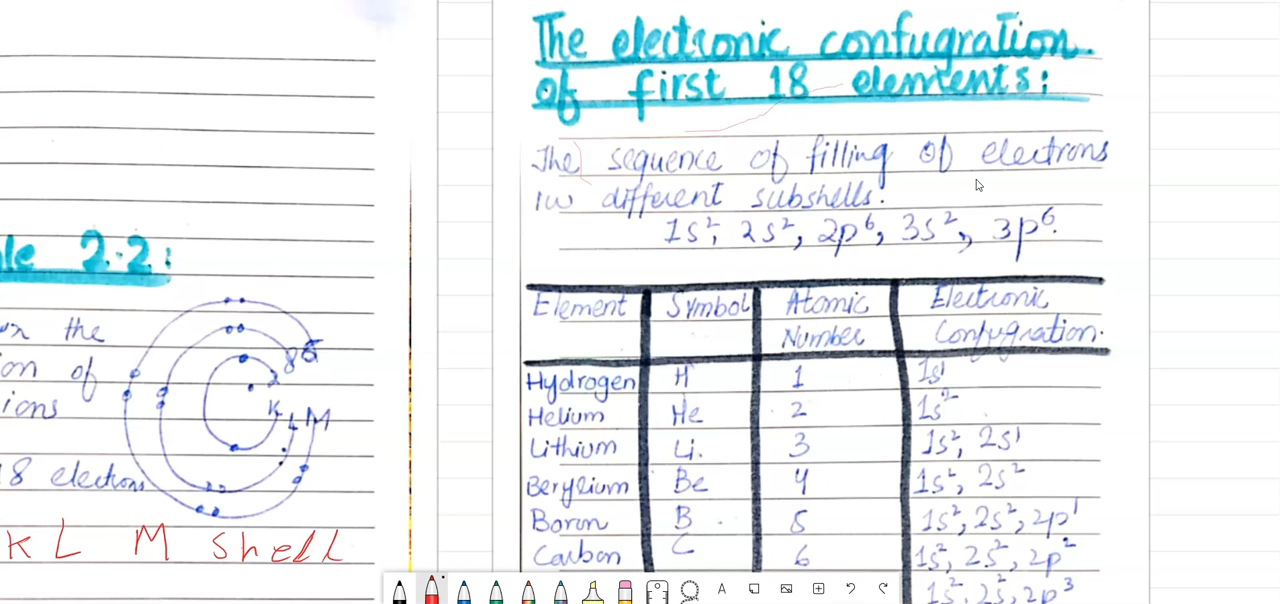 The electronic confugration.
of first 18 elements:
The sequence of filling of electrons
in different subshells.
1s², 2s², 2p⁶, 3s², 3p⁶.
le 2.2:
the
on of
ions
18 electrons
K L M
8
2
K L M Shell
Element Symbol Atomic Number Electronic Confugration.
Hydrogen H 1 1s¹
Helium He 2 1s²
Lithium Li. 3 1s², 2s¹
Berylium Be 4 1s², 2s²
Boron B 5 1s², 2s², 2p¹
Carbon C 6 1s², 2s², 2p²
1s², 2s², 2p³
A